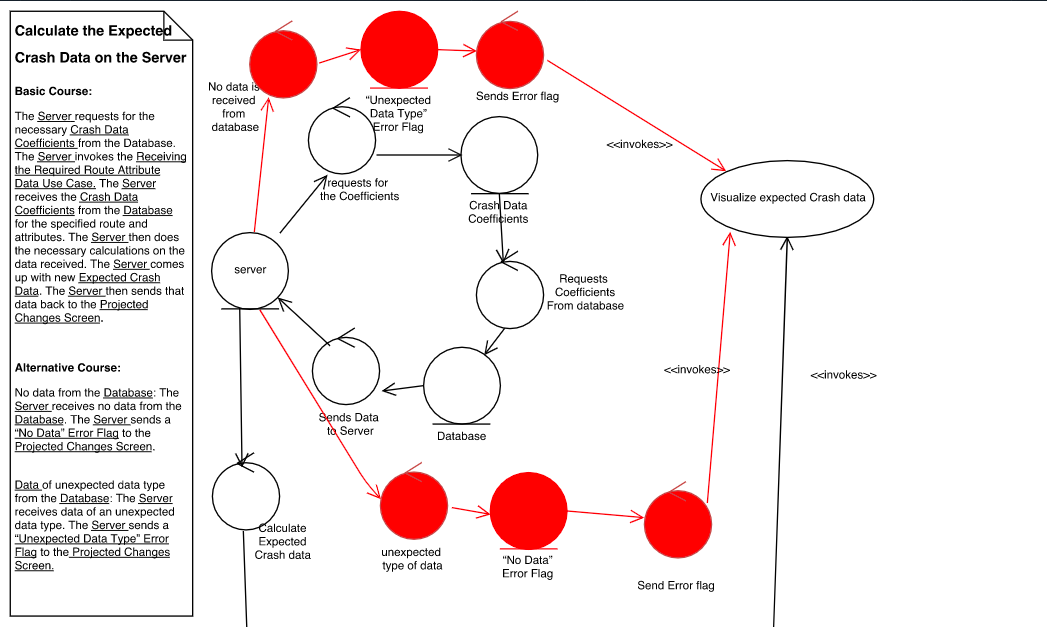 Calculate the Expected
Crash Data on the Server
Basic Course:
The Server requests for the
necessary Crash Data
Coefficients from the Database.
The Server invokes the Receiving
the Required Route Attribute
Data Use Case. The Server
receives the Crash Data
Coefficients from the Database
for the specified route and
attributes. The Server then does
the necessary calculations on the
data received. The Server comes
up with new Expected Crash
Data. The Server then sends that
data back to the Projected
Changes Screen.
Alternative Course:
No data from the Database: The
Server receives no data from the
Database. The Server sends a
“No Data” Error Flag to the
Projected Changes Screen.
Data of unexpected data type
from the Database: The Server
receives data of an unexpected
data type. The Server sends a
“Unexpected Data Type” Error
Flag to the Projected Changes
Screen.
No data is
received
from
database
“Unexpected
Data Type”
Error Flag
Sends Error flag
<<invokes>>
requests for
the Coefficients
Crash Data
Coefficients
Visualize expected Crash data
server
Requests
Coefficients
From database
<<invokes>>
<<invokes>>
Sends Data
to Server
Database
Calculate
Expected
Crash data
unexpected
type of data
“No Data”
Error Flag
Send Error flag